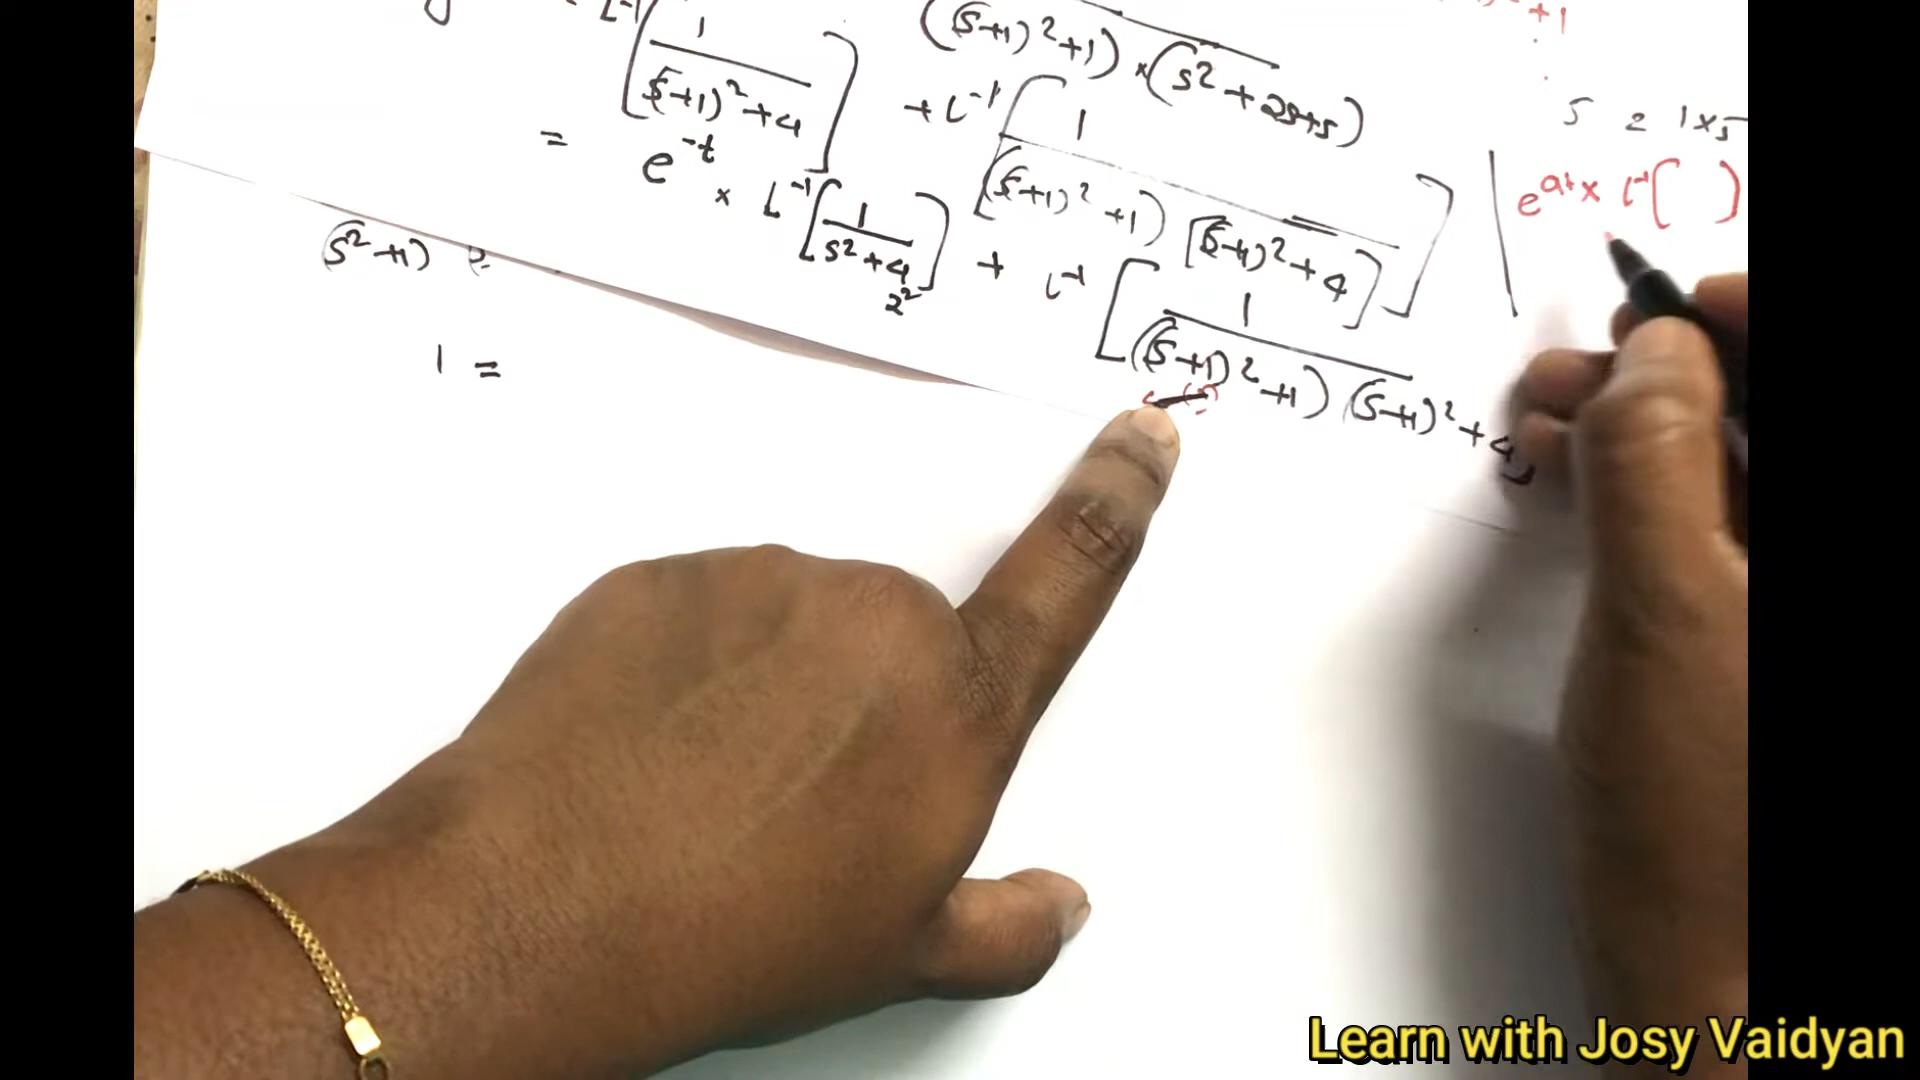 L⁻¹[1/((s+1)²+4)] + L⁻¹[1/([(s+1)²+1][(s+1)²+4])]
((s+1)²+1)×(s²+2s+5)
+1
5 = 1×5
= e^-t × L⁻¹[1/(s²+4)] + L⁻¹[1/(((s+1)²+1)(s+1)²+4)]
2²
e^at × L⁻¹( )
(s²+1)
1 =
Learn with Josy Vaidyan